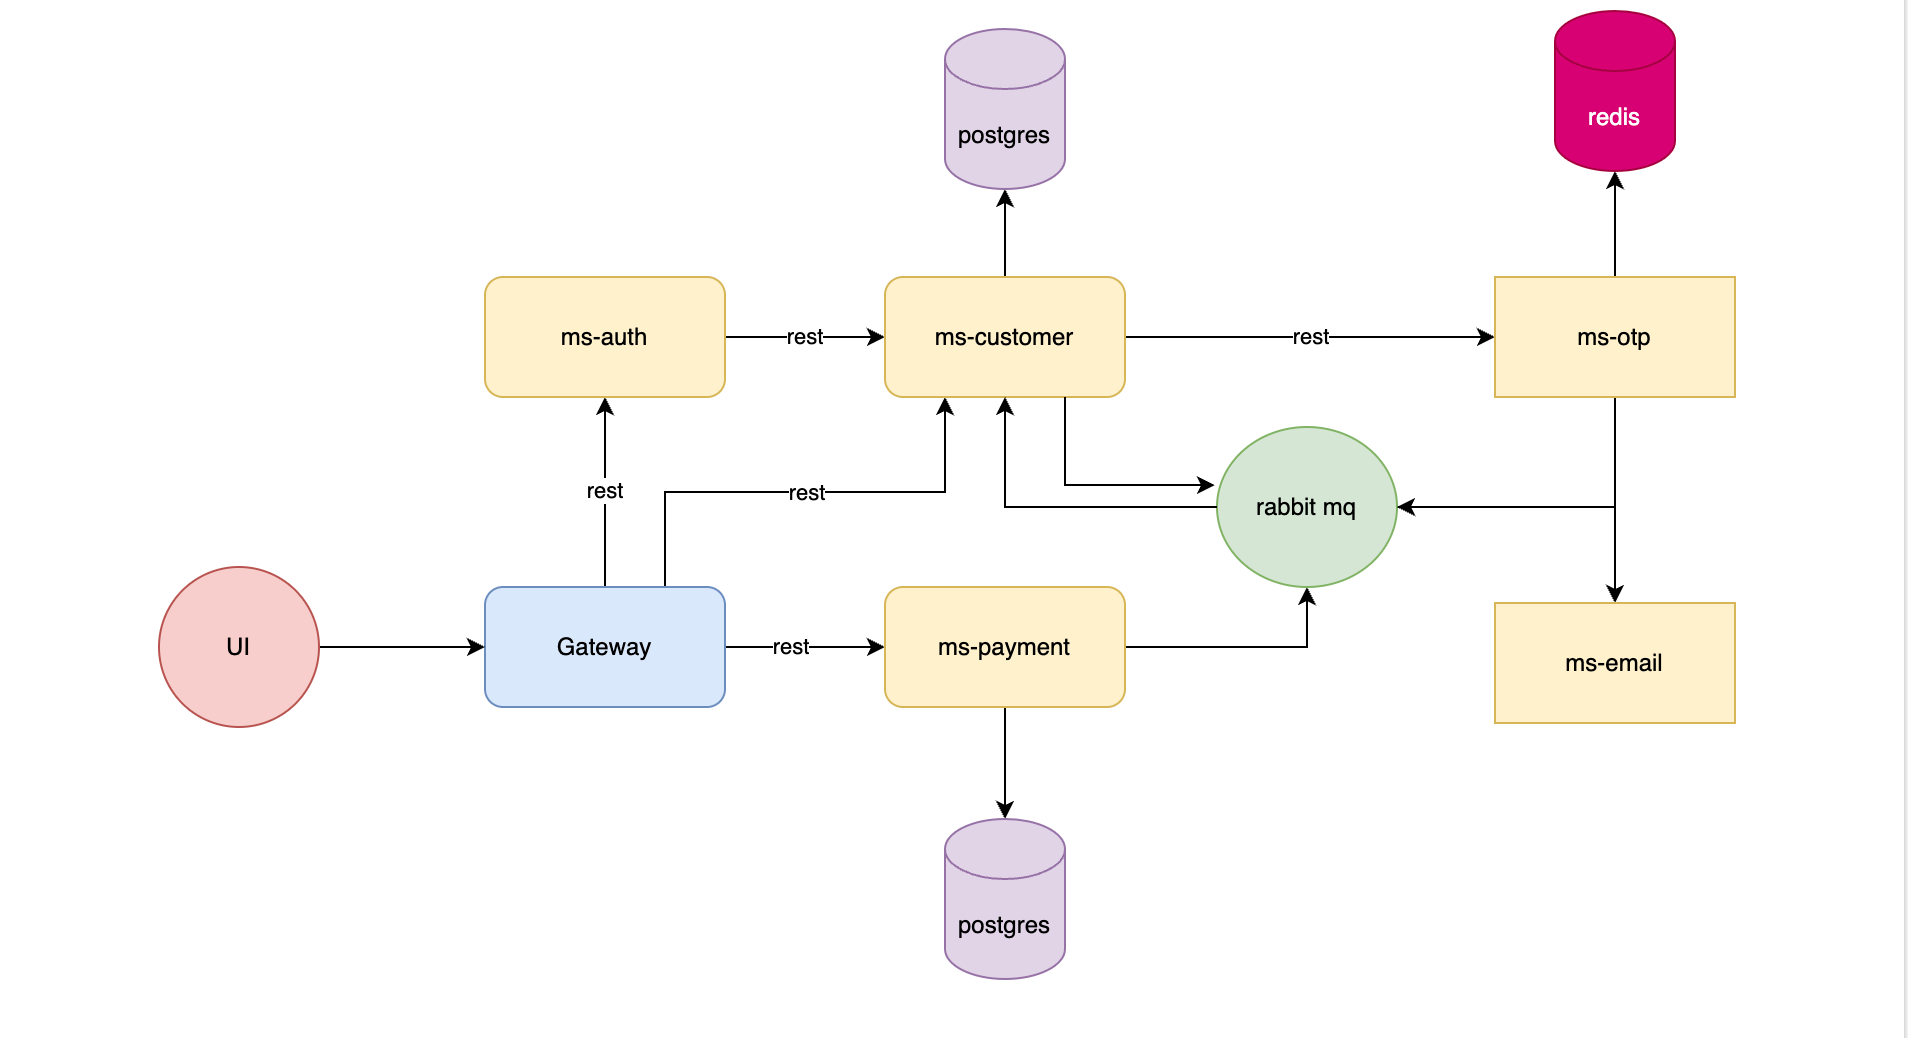 postgres
redis
ms-auth
rest
ms-customer
rest
ms-otp
rest
rest
rabbit mq
UI
Gateway
rest
ms-payment
ms-email
postgres